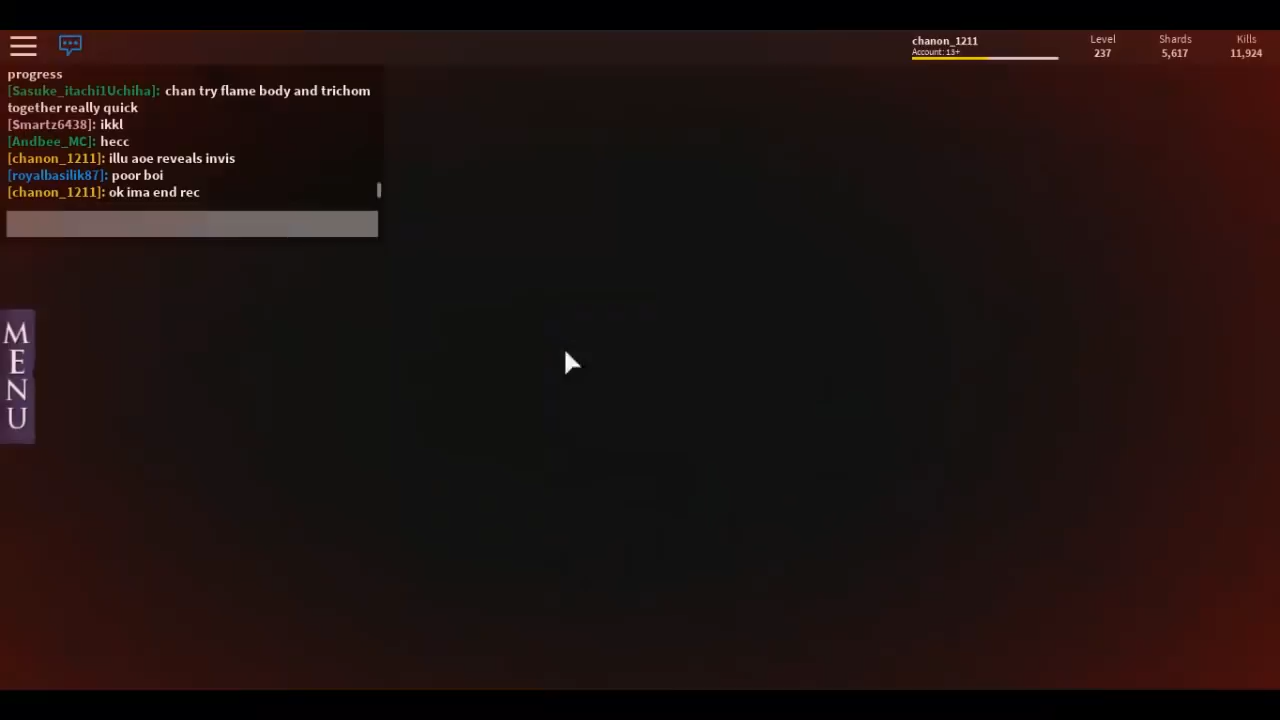 chanon_1211
Account: 13+
Level
237
Shards
5,617
Kills
11,924
progress
[Sasuke_itachi1Uchiha]: chan try flame body and trichom
together really quick
[Smartz6438]: ikkl
[Andbee_MC]: hecc
[chanon_1211]: illu aoe reveals invis
[royalbasilik87]: poor boi
[chanon_1211]: ok ima end rec
MENU